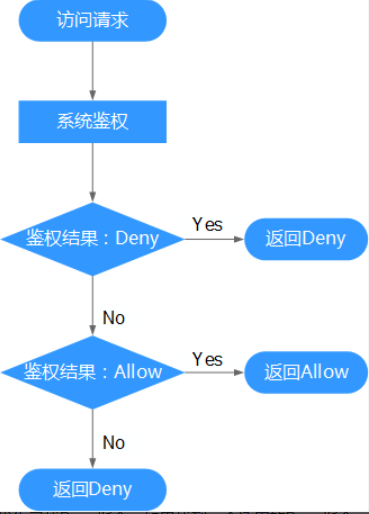 访问请求
系统鉴权
鉴权结果：Deny
Yes
返回Deny
No
鉴权结果：Allow
Yes
返回Allow
No
返回Deny